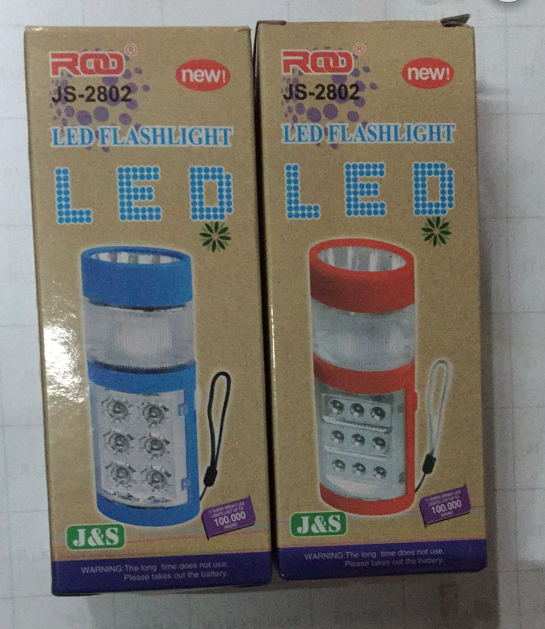 ROO®
new!
JS-2802
LED FLASHLIGHT
LED
100.000
HOURS
J&S
WARNING:The long time does not use.
Please takes out the battery.
ROO®
new!
JS-2802
LED FLASHLIGHT
LED
100.000
HOURS
J&S
WARNING:The long time does not use.
Please takes out the battery.